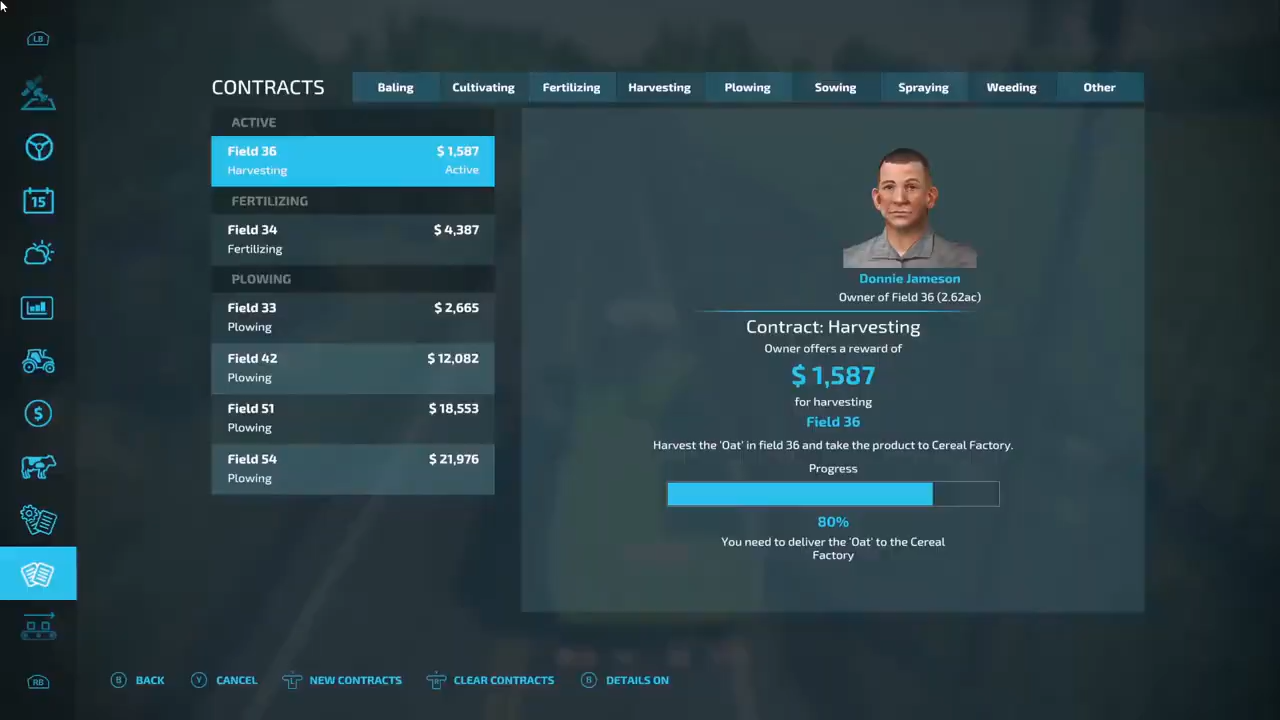 LB
CONTRACTS
Baling
Cultivating
Fertilizing
Harvesting
Plowing
Sowing
Spraying
Weeding
Other
ACTIVE
Field 36 $ 1,587
Harvesting Active
FERTILIZING
Field 34 $ 4,387
Fertilizing
PLOWING
Field 33 $ 2,665
Plowing
Field 42 $ 12,082
Plowing
Field 51 $ 18,553
Plowing
Field 54 $ 21,976
Plowing
15
$
Donnie Jameson
Owner of Field 36 (2.62ac)
Contract: Harvesting
Owner offers a reward of
$ 1,587
for harvesting
Field 36
Harvest the 'Oat' in field 36 and take the product to Cereal Factory.
Progress
80%
You need to deliver the 'Oat' to the Cereal
Factory
RB
B BACK
Y CANCEL
NEW CONTRACTS
CLEAR CONTRACTS
DETAILS ON